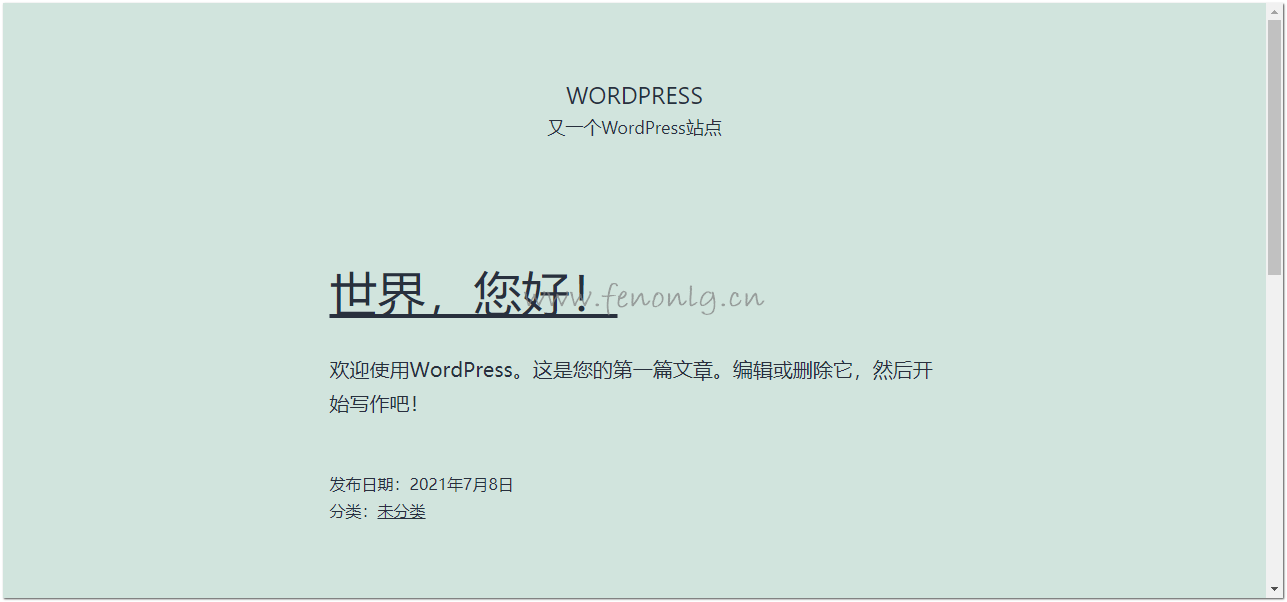 WORDPRESS
又一个WordPress站点
世界，您好！
www.fenonlg.cn
欢迎使用WordPress。这是您的第一篇文章。编辑或删除它，然后开
始写作吧！
发布日期：2021年7月8日
分类：未分类